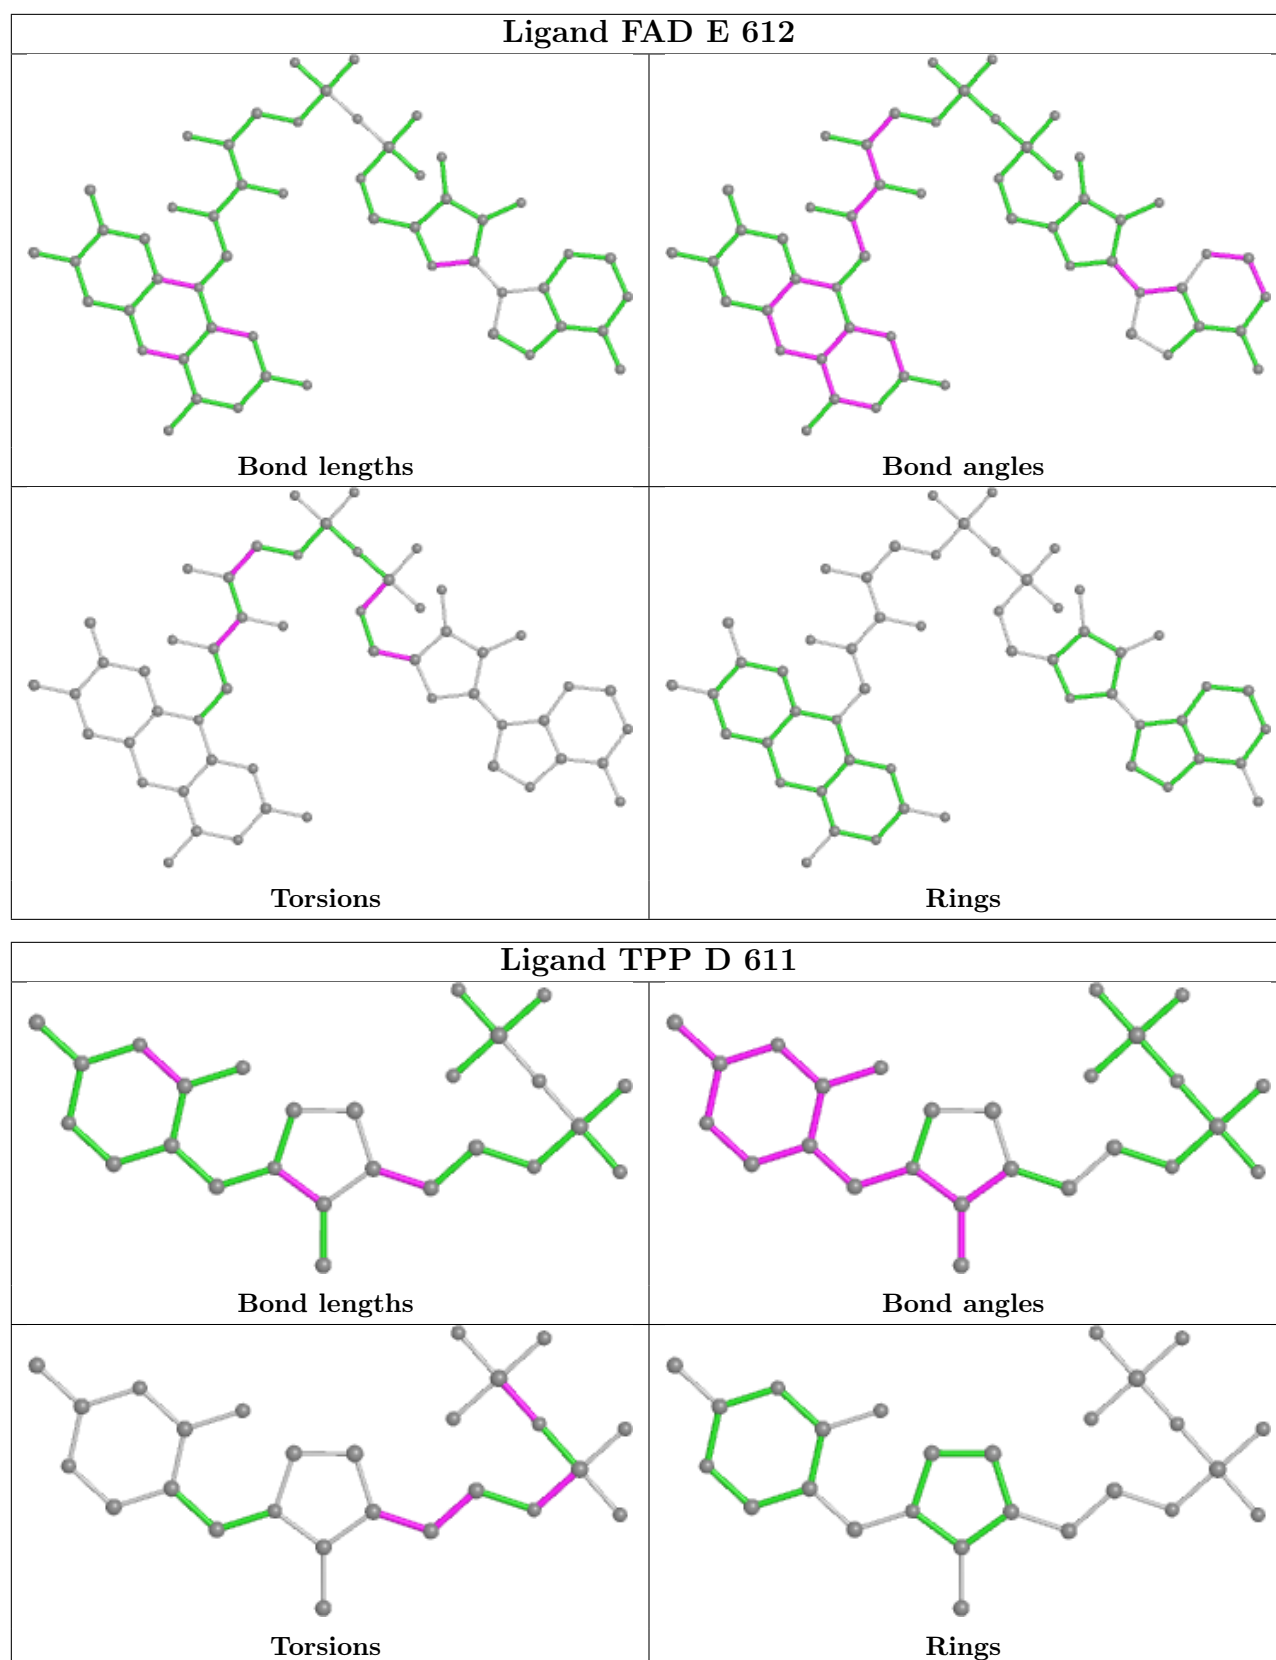 Ligand FAD E 612
Bond lengths
Bond angles
Torsions
Rings
Ligand TPP D 611
Bond lengths
Bond angles
Torsions
Rings